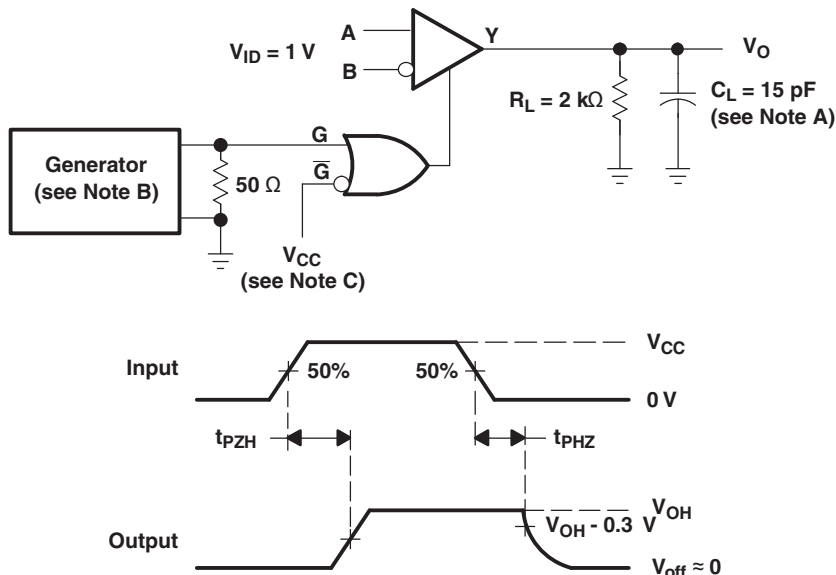 A
Y
V_ID = 1 V
B
V_O
R_L = 2 kΩ
C_L = 15 pF
(see Note A)
G
G̅
Generator
(see Note B)
50 Ω
V_CC
(see Note C)
V_CC
Input
50%
50%
0 V
t_PZH
t_PHZ
V_OH
V_OH - 0.3 V
Output
V_off ≈ 0